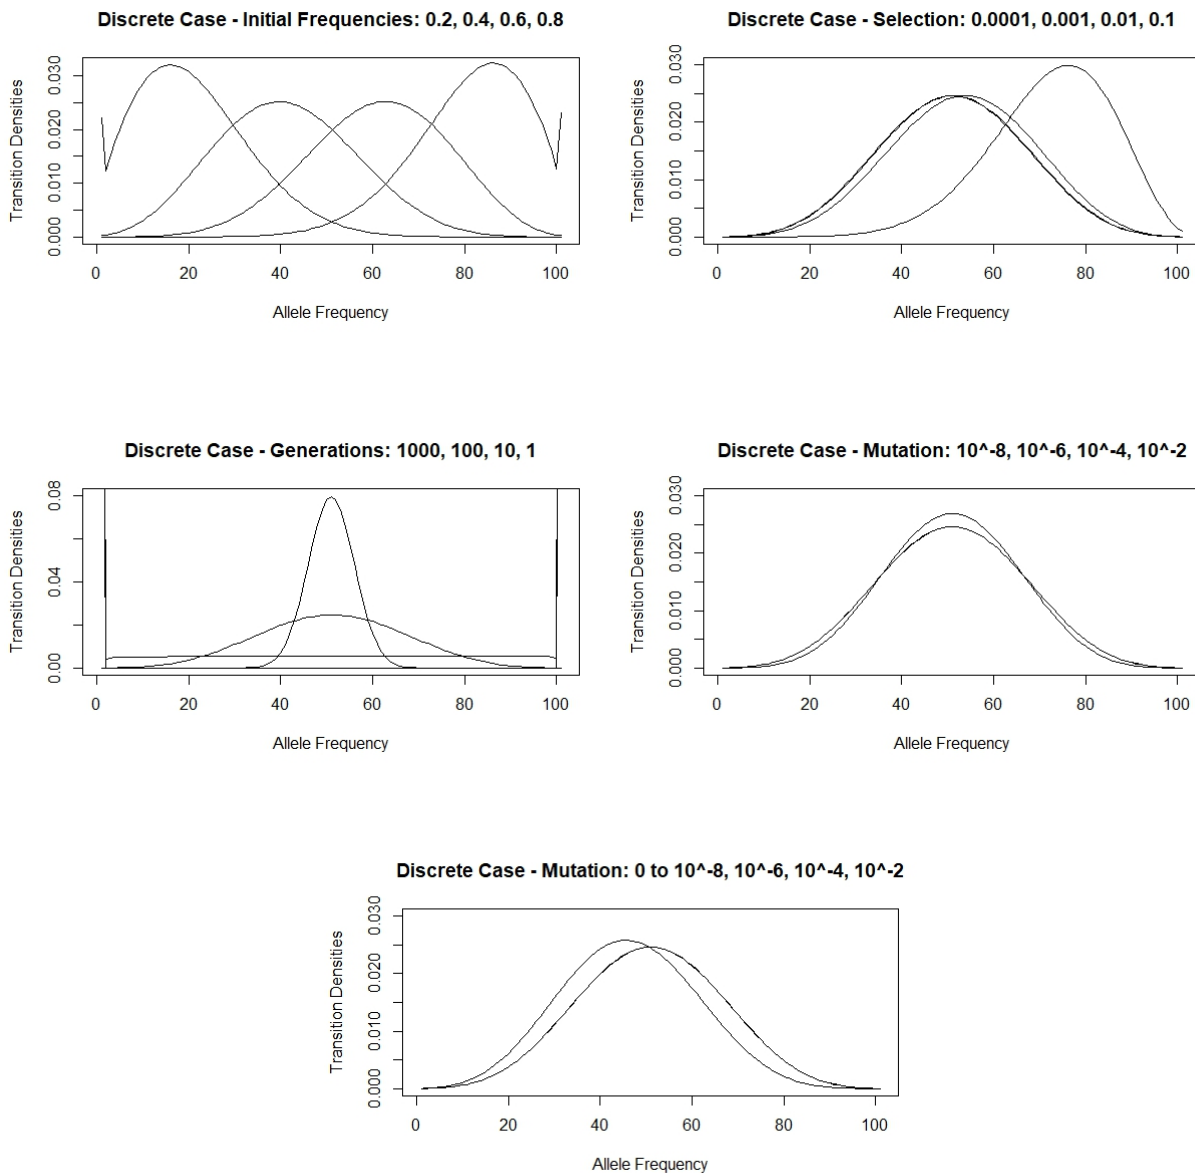 Discrete Case - Initial Frequencies: 0.2, 0.4, 0.6, 0.8
Transition Densities
0.000 0.010 0.020 0.030
0 20 40 60 80 100
Allele Frequency
Discrete Case - Selection: 0.0001, 0.001, 0.01, 0.1
Transition Densities
0.000 0.010 0.020 0.030
0 20 40 60 80 100
Allele Frequency
Discrete Case - Generations: 1000, 100, 10, 1
Transition Densities
0.00 0.04 0.08
0 20 40 60 80 100
Allele Frequency
Discrete Case - Mutation: 10^-8, 10^-6, 10^-4, 10^-2
Transition Densities
0.000 0.010 0.020 0.030
0 20 40 60 80 100
Allele Frequency
Discrete Case - Mutation: 0 to 10^-8, 10^-6, 10^-4, 10^-2
Transition Densities
0.000 0.010 0.020 0.030
0 20 40 60 80 100
Allele Frequency